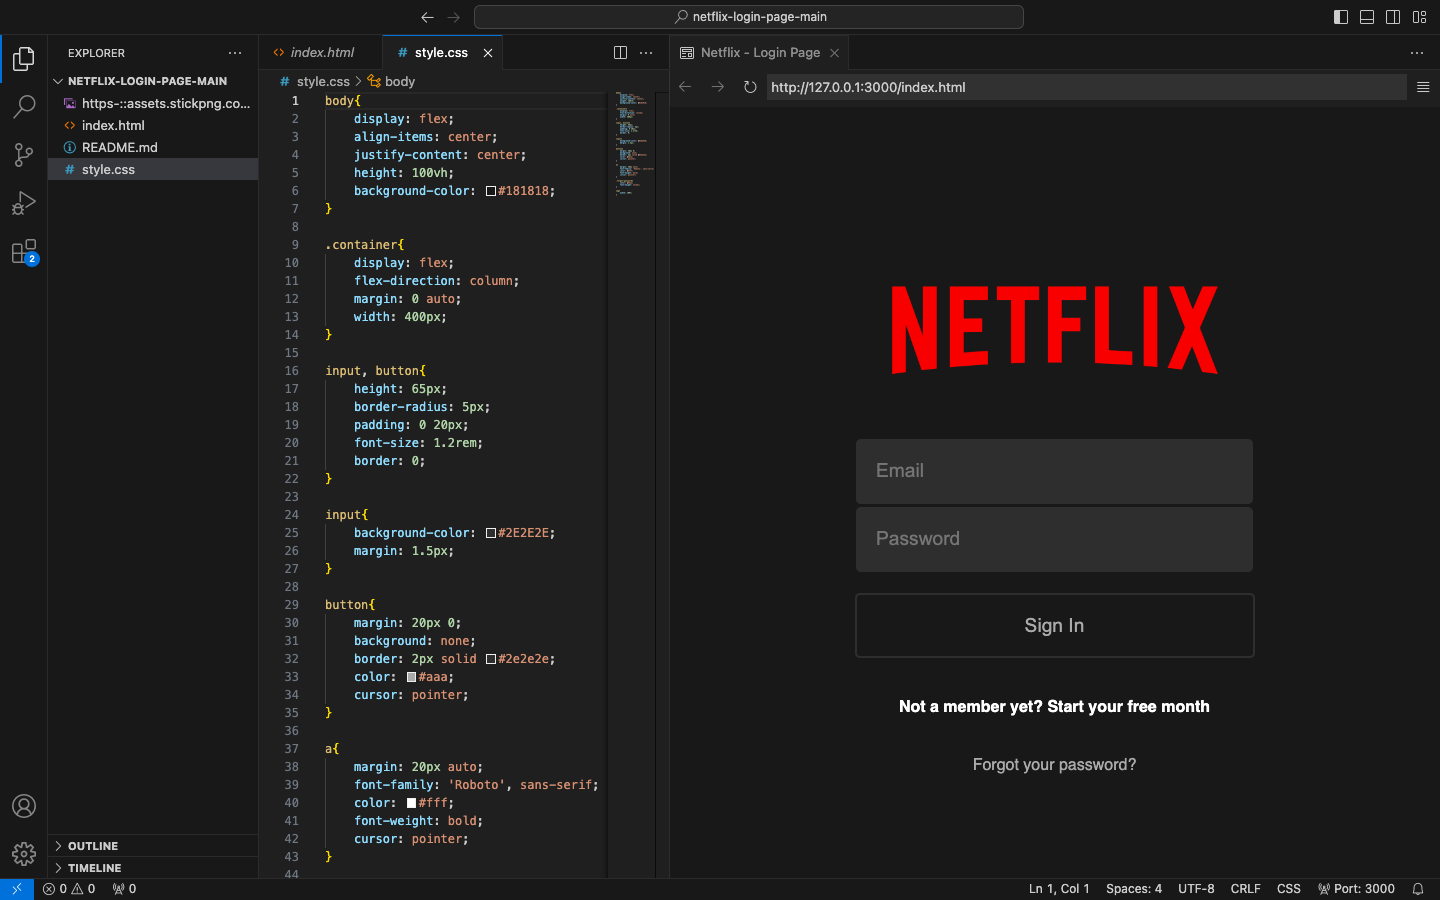 netflix-login-page-main
EXPLORER
NETFLIX-LOGIN-PAGE-MAIN
https-::assets.stickpng.co...
index.html
README.md
# style.css
2
OUTLINE
TIMELINE
<> index.html
# style.css
# style.css > body
1 body{
2 display: flex;
3 align-items: center;
4 justify-content: center;
5 height: 100vh;
6 background-color: #181818;
7 }
8
9 .container{
10 display: flex;
11 flex-direction: column;
12 margin: 0 auto;
13 width: 400px;
14 }
15
16 input, button{
17 height: 65px;
18 border-radius: 5px;
19 padding: 0 20px;
20 font-size: 1.2rem;
21 border: 0;
22 }
23
24 input{
25 background-color: #2E2E2E;
26 margin: 1.5px;
27 }
28
29 button{
30 margin: 20px 0;
31 background: none;
32 border: 2px solid #2e2e2e;
33 color: #aaa;
34 cursor: pointer;
35 }
36
37 a{
38 margin: 20px auto;
39 font-family: 'Roboto', sans-serif;
40 color: #fff;
41 font-weight: bold;
42 cursor: pointer;
43 }
44
Netflix - Login Page
http://127.0.0.1:3000/index.html
NETFLIX
Email
Password
Sign In
Not a member yet? Start your free month
Forgot your password?
0 0 0
Ln 1, Col 1 Spaces: 4 UTF-8 CRLF CSS Port: 3000